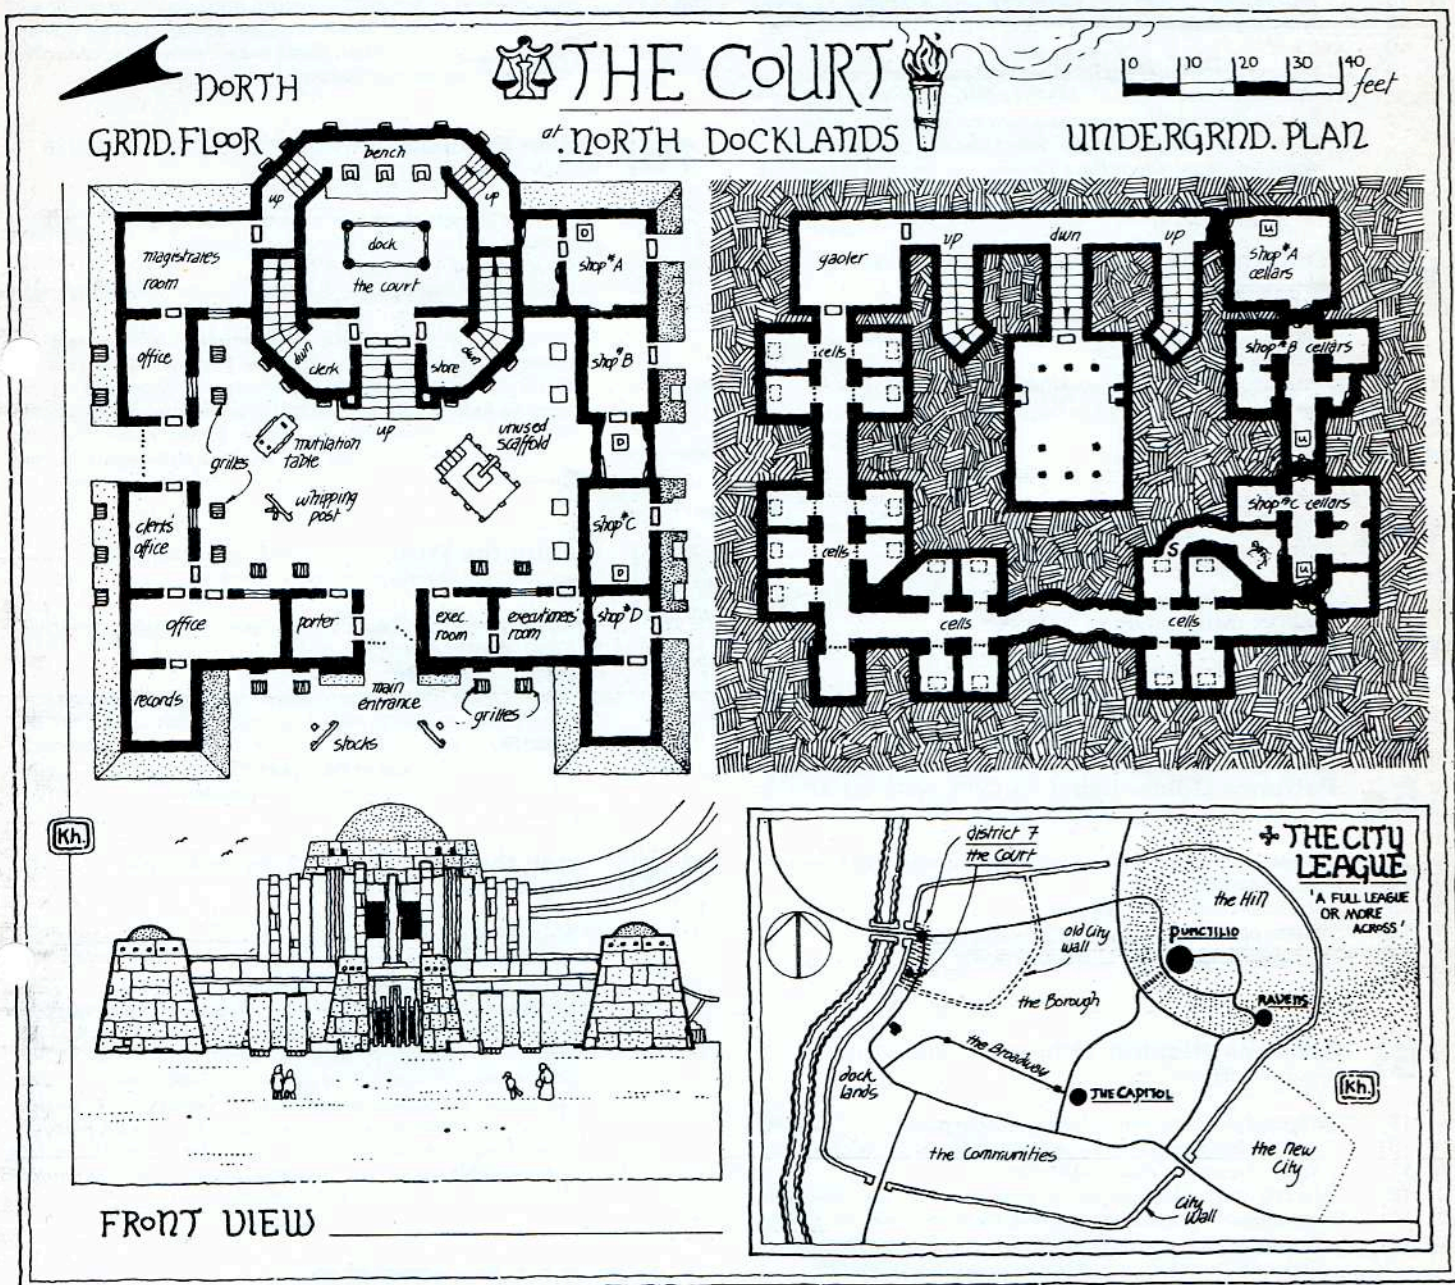 NORTH
THE COURT
at. NORTH DOCKLANDS
0 10 20 30 40
feet
GRND. FLOOR
UNDERGRND. PLAN
bench
up
up
dock
the court
magistrates
room
D
shop #A
office
dwn
clerk
store
dwn
shop #B
up
mutilation
table
unused
scaffold
D
grilles
whipping
post
clerks'
office
shop #C
D
office
porter
exec.
room
executioners'
room
shop #D
records
main
entrance
grilles
stocks
gaoler
up
dwn
up
u
shop #A
cellars
cells
shop #B cellars
u
shop #C cellars
cells
S
u
cells
cells
Kh.
FRONT VIEW
THE CITY
LEAGUE
'A FULL LEAGUE
OR MORE
ACROSS'
district 7
the Court
the Hill
old City
wall
PUNCTILIO
the Borough
RAVENS
the Broadway
dock
lands
THE CAPITOL
Kh.
the Communities
the New
City
City
Wall